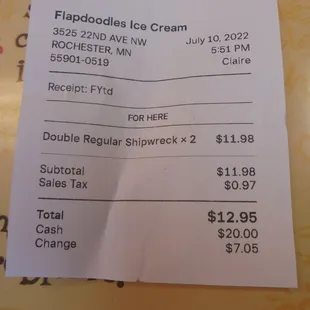 Flapdoodles Ice Cream
3525 22ND AVE NW
ROCHESTER, MN
55901-0519
July 10, 2022
5:51 PM
Claire
Receipt: FYtd
FOR HERE
Double Regular Shipwreck × 2 $11.98
Subtotal $11.98
Sales Tax $0.97
Total $12.95
Cash $20.00
Change $7.05